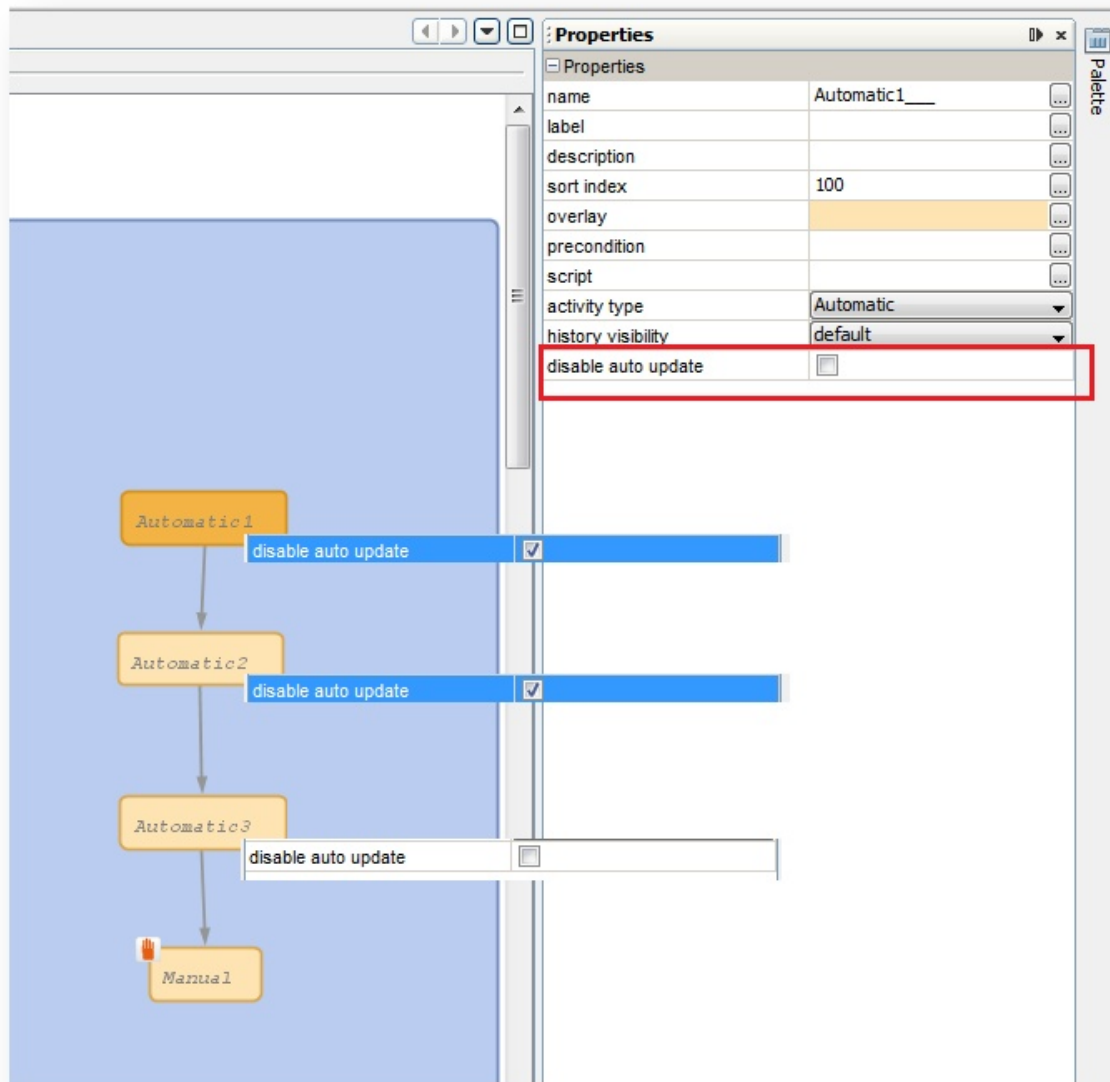 Properties
Palette
Properties
name Automatic1___ ...
label ...
description ...
sort index 100 ...
overlay ...
precondition ...
script ...
activity type Automatic
history visibility default
disable auto update
Automatic1
disable auto update
Automatic2
disable auto update
Automatic3
disable auto update
Manual